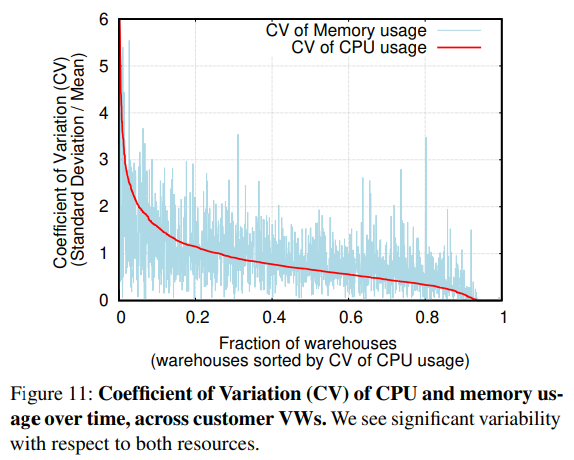 CV of Memory usage
CV of CPU usage
Coefficient of Variation (CV)
(Standard Deviation / Mean)
6
5
4
3
2
1
0
0 0.2 0.4 0.6 0.8 1
Fraction of warehouses
(warehouses sorted by CV of CPU usage)
Figure 11: Coefficient of Variation (CV) of CPU and memory us-
age over time, across customer VWs. We see significant variability
with respect to both resources.